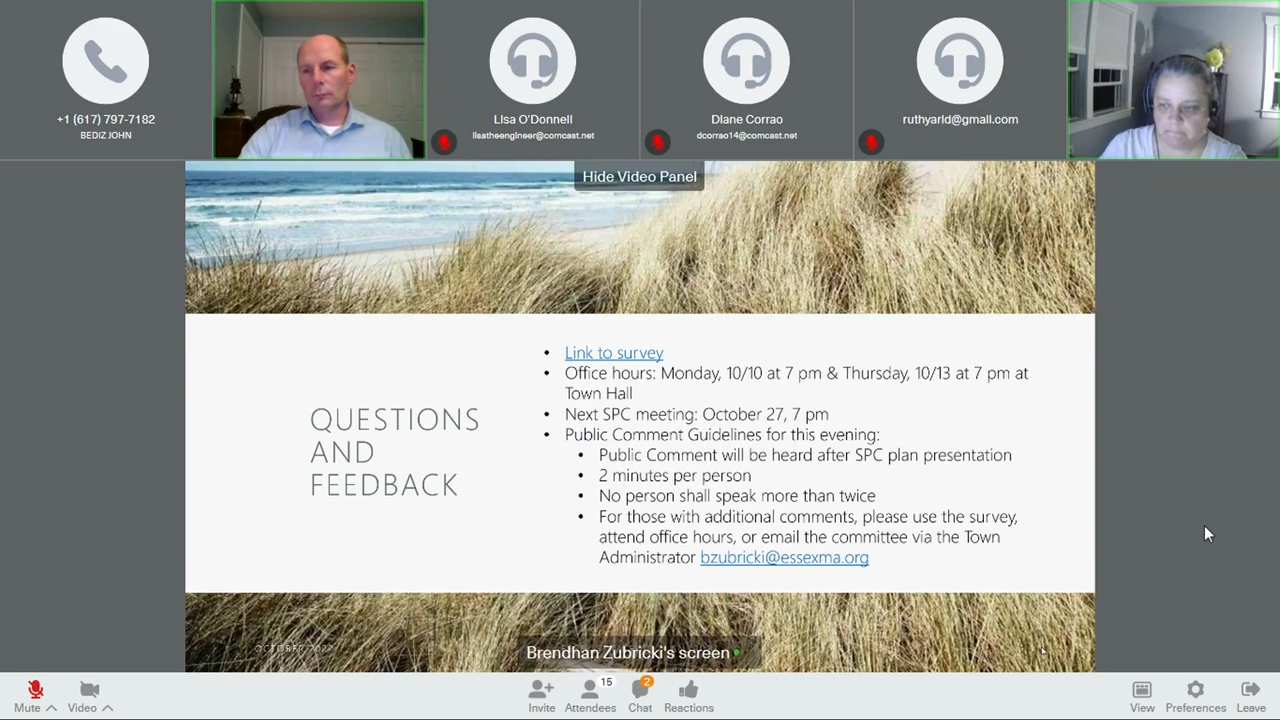 +1 (617) 797-7182
BEDIZ JOHN
LIsa O'Donnell
lIsatheengIneer@comcast.net
DIane Corrao
dcorrao14@comcast.net
ruthyarld@gmaIl.com
Hide Video Panel
QUESTIONS
AND
FEEDBACK
• Link to survey
• Office hours: Monday, 10/10 at 7 pm & Thursday, 10/13 at 7 pm at
Town Hall
• Next SPC meeting: October 27, 7 pm
• Public Comment Guidelines for this evening:
• Public Comment will be heard after SPC plan presentation
• 2 minutes per person
• No person shall speak more than twice
• For those with additional comments, please use the survey,
attend office hours, or email the committee via the Town
Administrator bzubricki@essexma.org
OCTOBER 2022
Brendhan Zubricki's screen
Mute
Video
Invite
15
Attendees
2
Chat
Reactions
View
Preferences
Leave